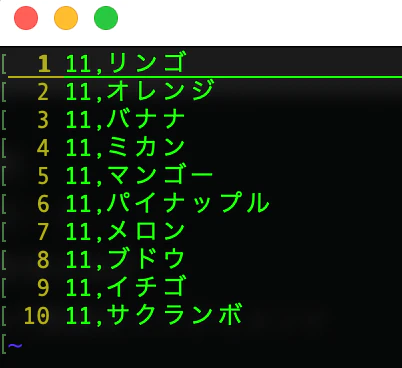 1 11,リンゴ
2 11,オレンジ
3 11,バナナ
4 11,ミカン
5 11,マンゴー
6 11,パイナップル
7 11,メロン
8 11,ブドウ
9 11,イチゴ
10 11,サクランボ
~